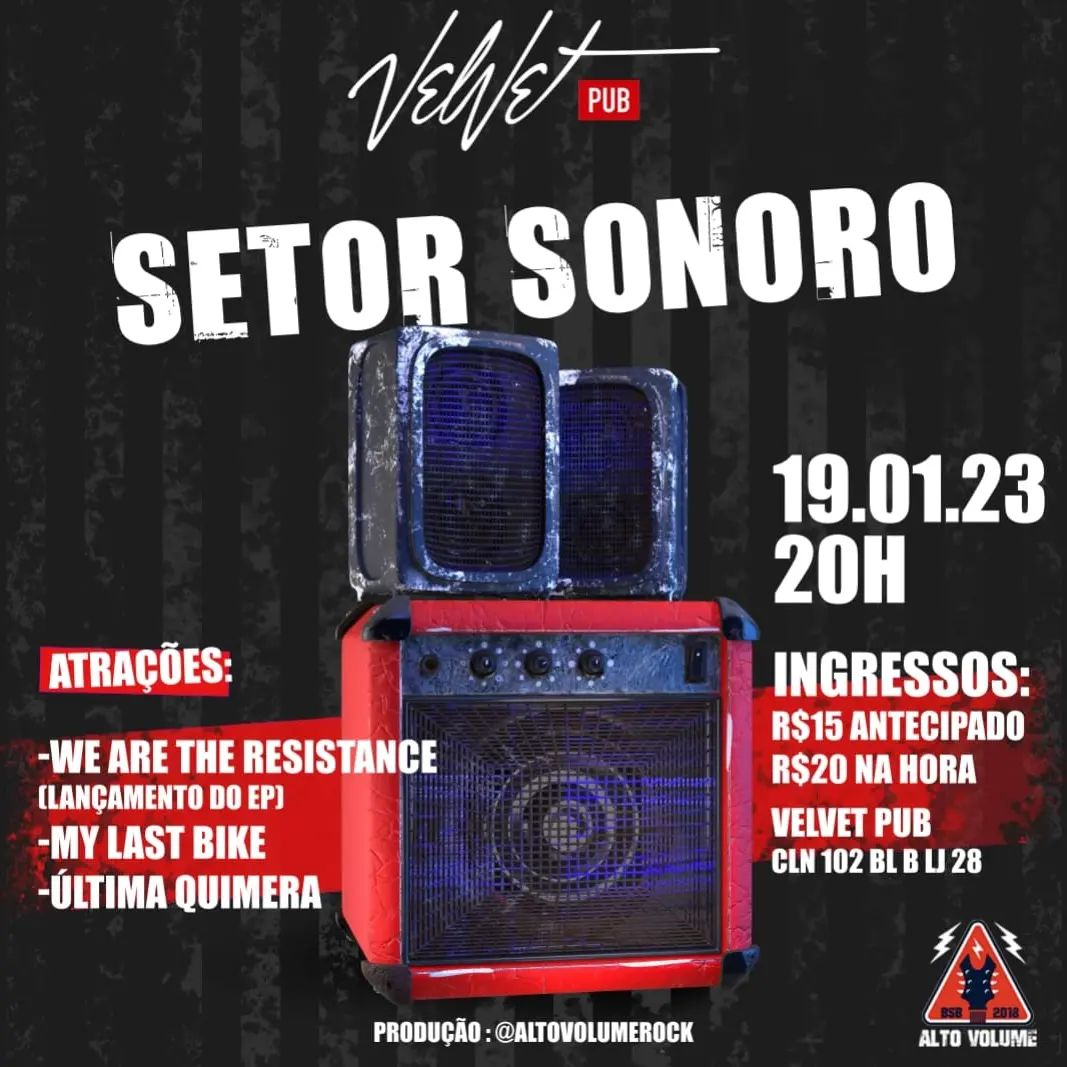 VELVET
PUB
SETOR SONORO
19.01.23
20H
ATRAÇÕES:
-WE ARE THE RESISTANCE
(LANÇAMENTO DO EP)
-MY LAST BIKE
-ÚLTIMA QUIMERA
INGRESSOS:
R$15 ANTECIPADO
R$20 NA HORA
VELVET PUB
CLN 102 BL B LJ 28
BSB 2018
ALTO VOLUME
PRODUÇÃO : @ALTOVOLUMEROCK